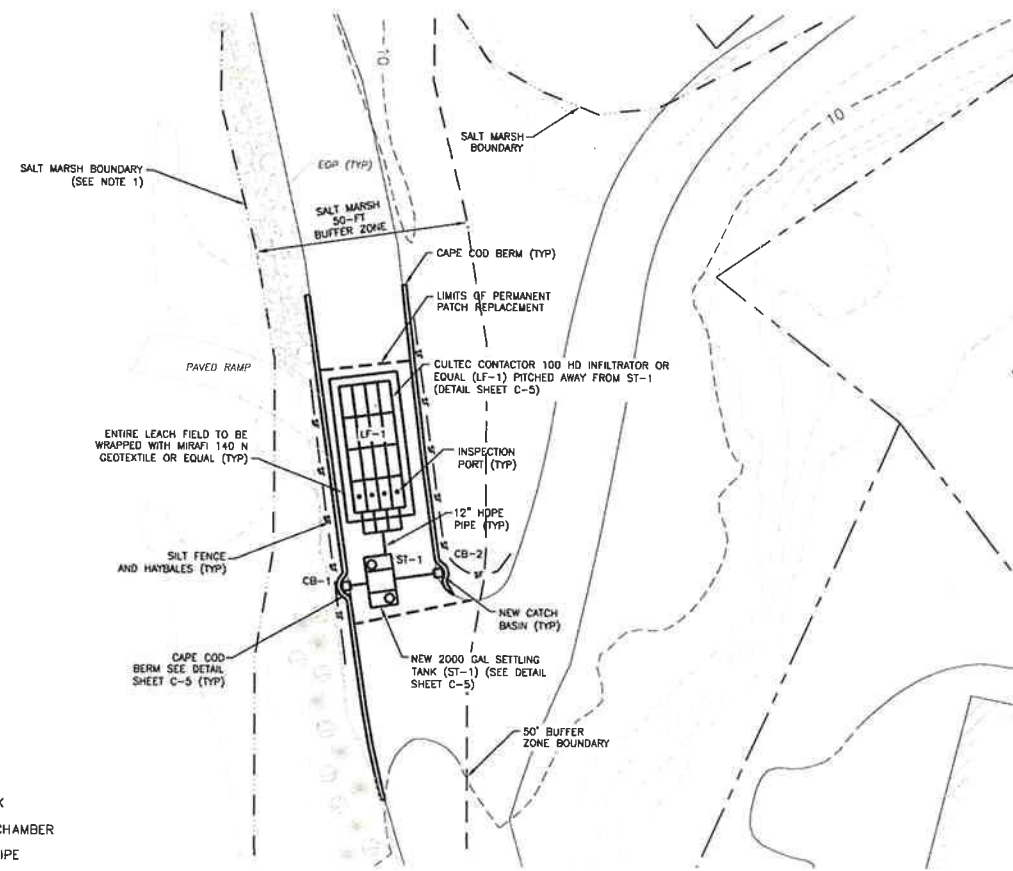 10
10
SALT MARSH
BOUNDARY
SALT MARSH BOUNDARY
(SEE NOTE 1)
EOP (TYP)
SALT MARSH
50-FT
BUFFER ZONE
CAPE COD BERM (TYP)
LIMITS OF PERMANENT
PATCH REPLACEMENT
PAVED RAMP
CULTEC CONTACTOR 100 HD INFILTRATOR OR
EQUAL (LF-1) PITCHED AWAY FROM ST-1
(DETAIL SHEET C-5)
LF-1
ENTIRE LEACH FIELD TO BE
WRAPPED WITH MIRAFI 140 N
GEOTEXTILE OR EQUAL (TYP)
INSPECTION
PORT (TYP)
12" HDPE
PIPE (TYP)
SILT FENCE
AND HAYBALES (TYP)
ST-1
CB-2
CB-1
NEW CATCH
BASIN (TYP)
CAPE COD
BERM SEE DETAIL
SHEET C-5 (TYP)
NEW 2000 GAL SETTLING
TANK (ST-1) (SEE DETAIL
SHEET C-5)
50' BUFFER
ZONE BOUNDARY
K
CHAMBER
IPE